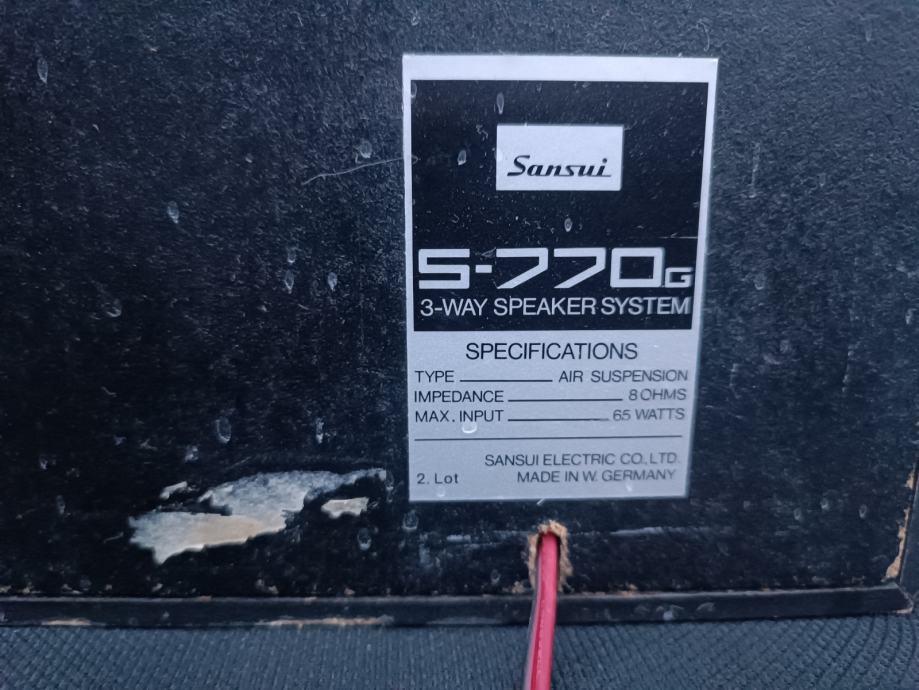 Sansui
S-770G
3-WAY SPEAKER SYSTEM
SPECIFICATIONS
TYPE AIR SUSPENSION
IMPEDANCE 8 OHMS
MAX. INPUT 65 WATTS
SANSUI ELECTRIC CO., LTD.
2. Lot MADE IN W. GERMANY